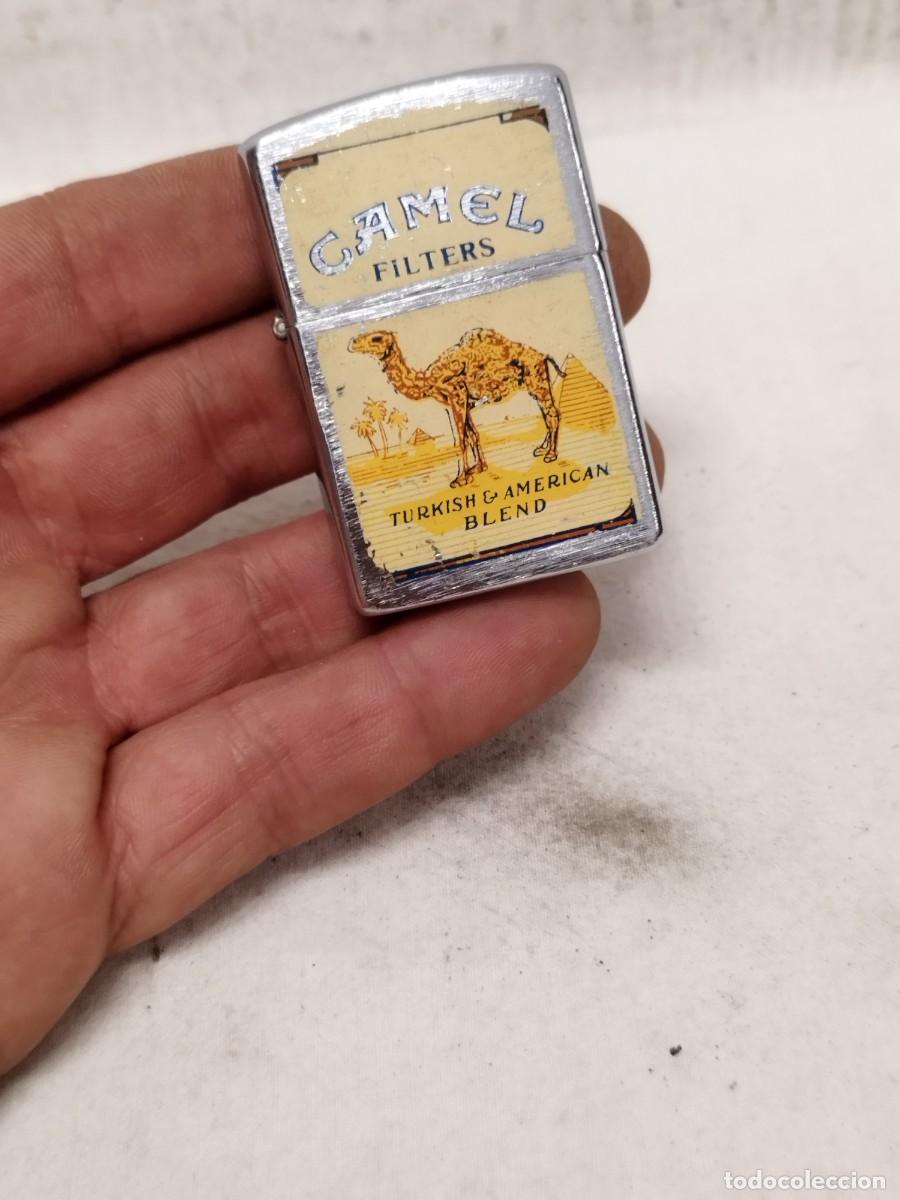 CAMEL
FiLTERS
TURKISH & AMERICAN
BLEND
todocoleccion